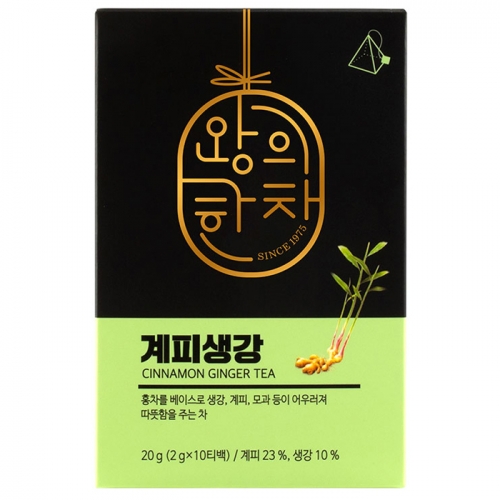 왕의
하차
SINCE 1975
계피생강
CINNAMON GINGER TEA
홍차를 베이스로 생강, 계피, 모과 등이 어우러져
따뜻함을 주는 차
20 g (2 g×10티백) / 계피 23 %, 생강 10 %